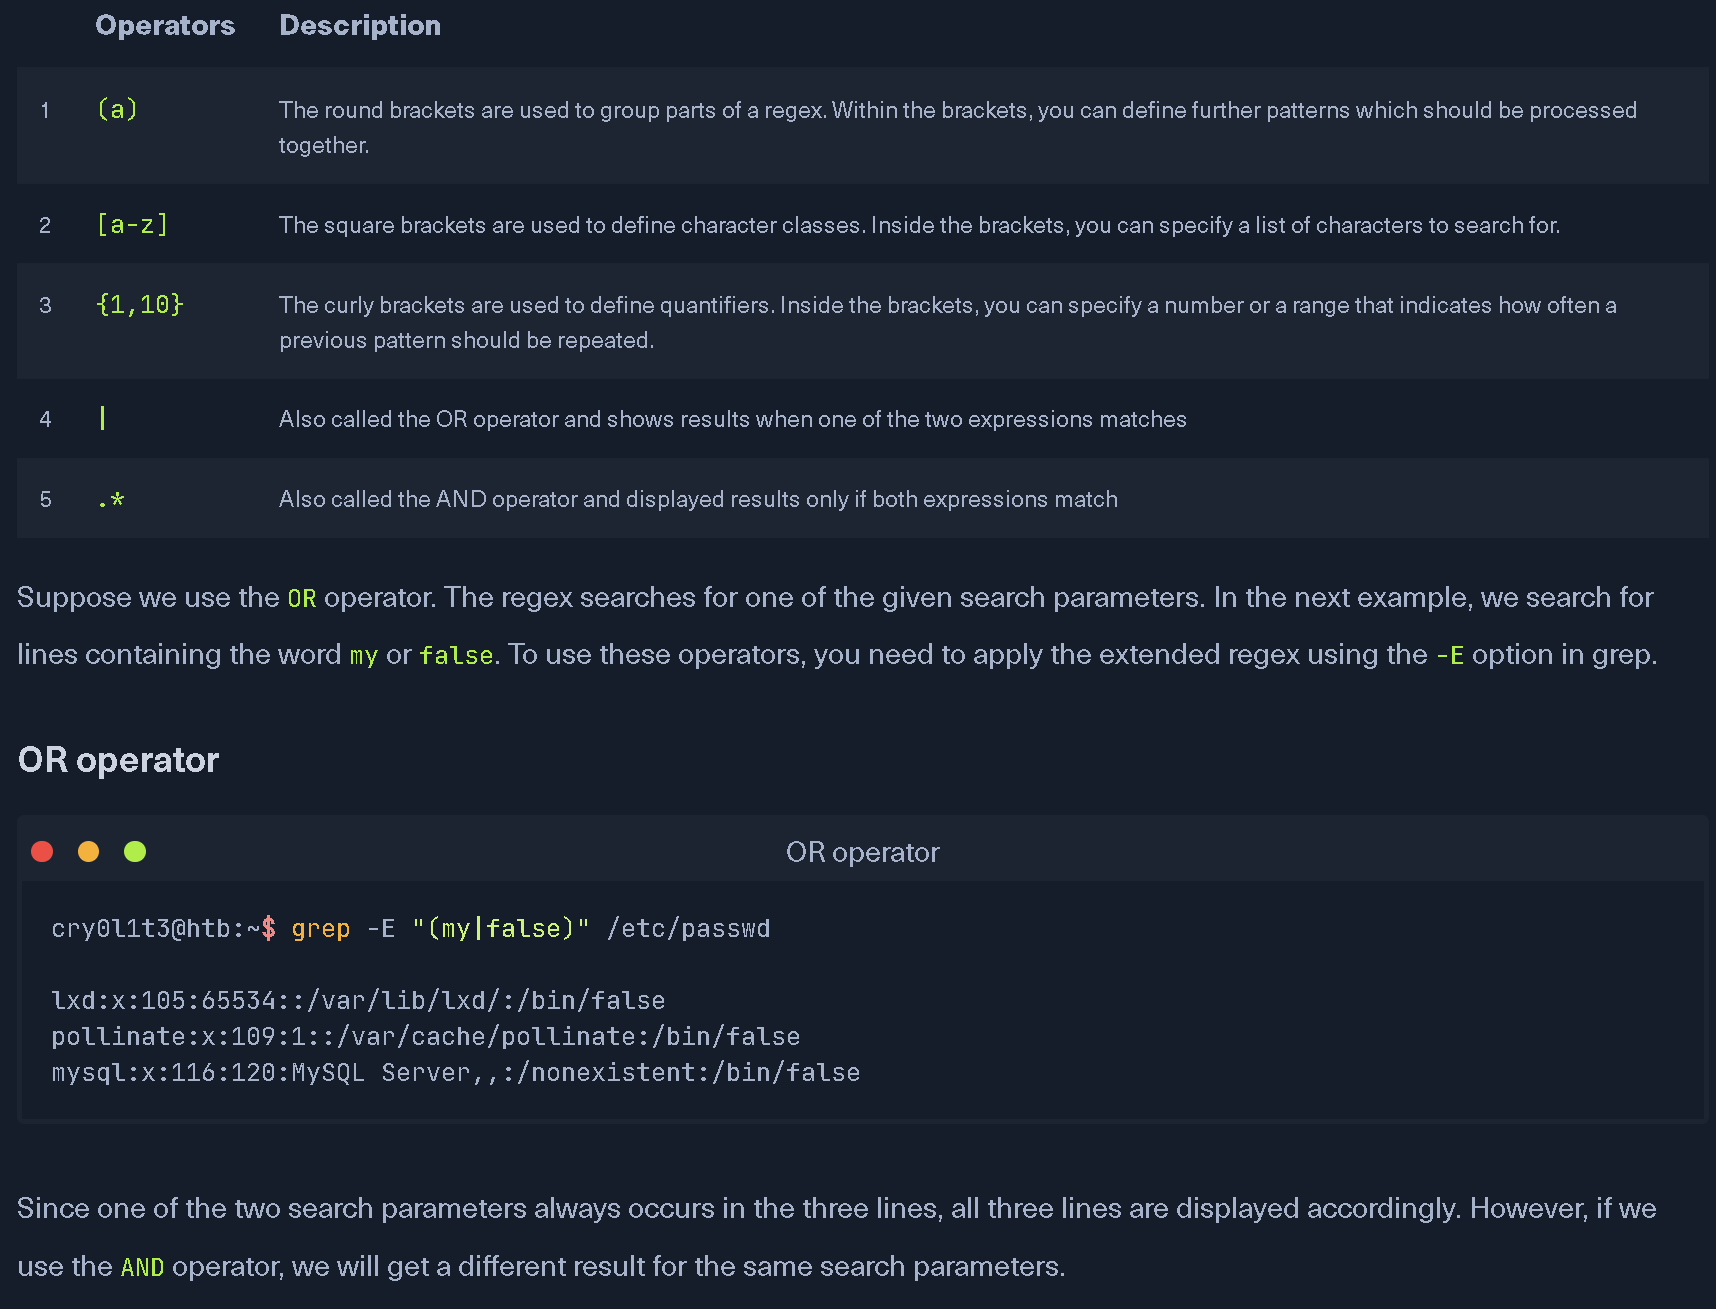 Operators Description
1 (a) The round brackets are used to group parts of a regex. Within the brackets, you can define further patterns which should be processed
together.
2 [a-z] The square brackets are used to define character classes. Inside the brackets, you can specify a list of characters to search for.
3 {1,10} The curly brackets are used to define quantifiers. Inside the brackets, you can specify a number or a range that indicates how often a
previous pattern should be repeated.
4 | Also called the OR operator and shows results when one of the two expressions matches
5 .* Also called the AND operator and displayed results only if both expressions match
Suppose we use the OR operator. The regex searches for one of the given search parameters. In the next example, we search for
lines containing the word my or false. To use these operators, you need to apply the extended regex using the -E option in grep.
OR operator
OR operator
cry0l1t3@htb:~$ grep -E "(my|false)" /etc/passwd
lxd:x:105:65534::/var/lib/lxd/:/bin/false
pollinate:x:109:1::/var/cache/pollinate:/bin/false
mysql:x:116:120:MySQL Server,,:/nonexistent:/bin/false
Since one of the two search parameters always occurs in the three lines, all three lines are displayed accordingly. However, if we
use the AND operator, we will get a different result for the same search parameters.